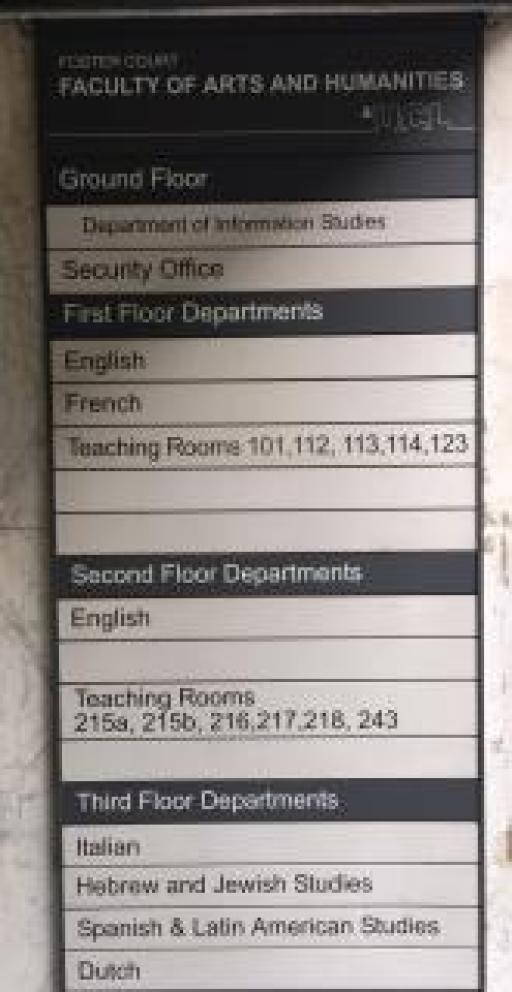 FOSTER COURT
FACULTY OF ARTS AND HUMANITIES
Ground Floor
Department of Information Studies
Security Office
First Floor Departments
English
French
Teaching Rooms 101,112, 113,114,123
Second Floor Departments
English
Teaching Rooms
215a, 215b, 216,217,218, 243
Third Floor Departments
Italian
Hebrew and Jewish Studies
Spanish & Latin American Studies
Dutch